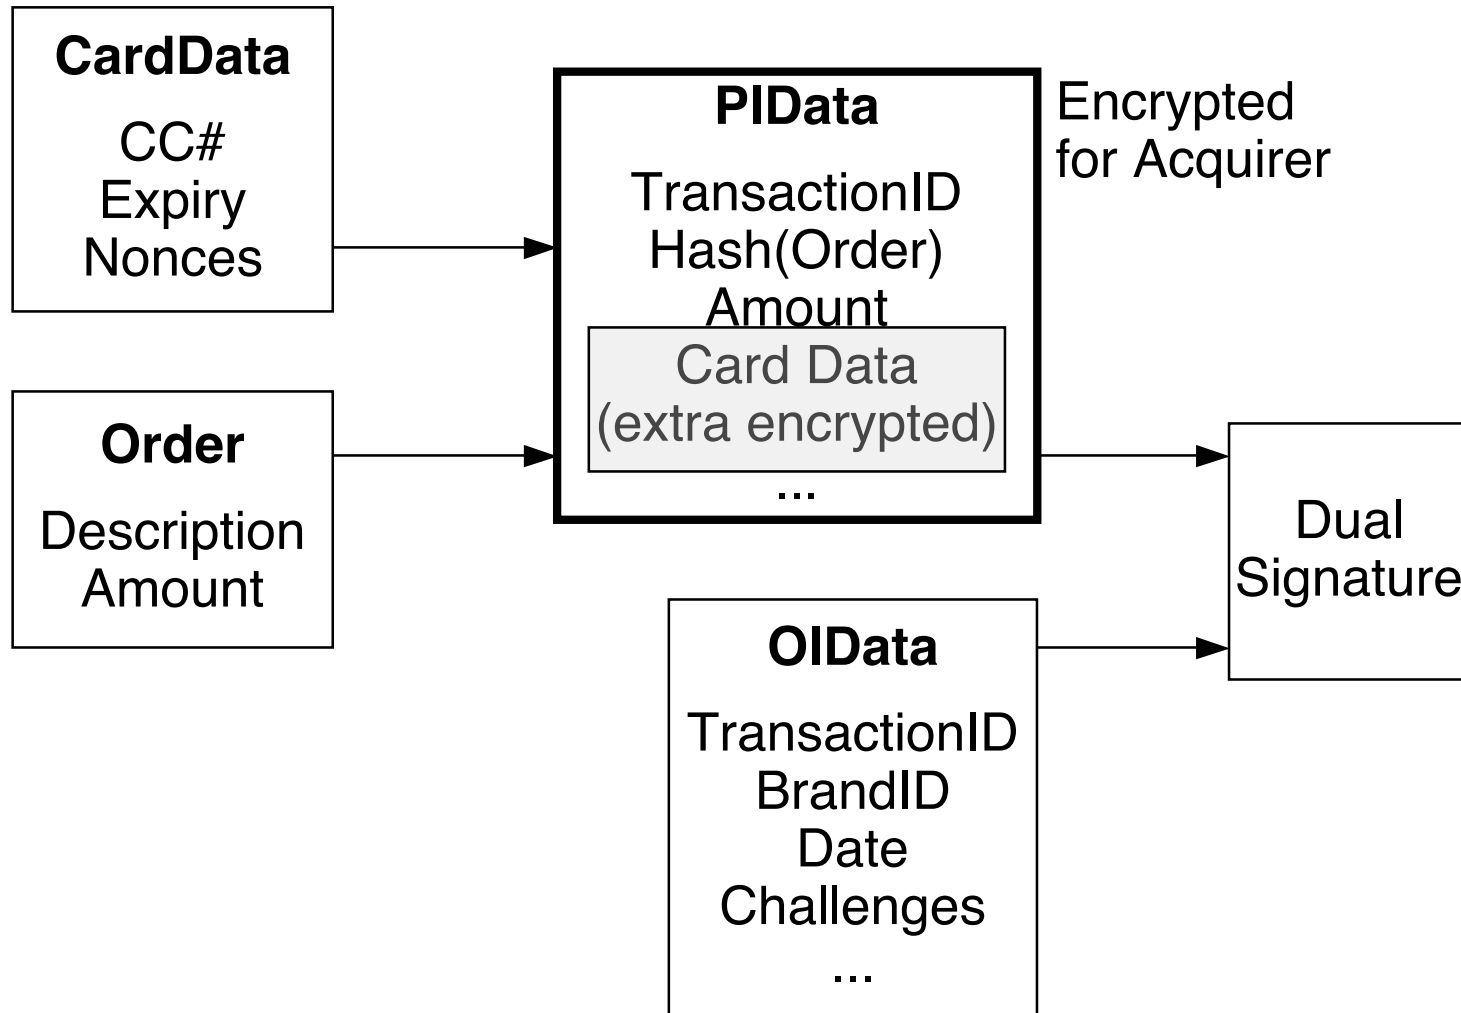 CardData
CC#
Expiry
Nonces
PIData
TransactionID
Hash(Order)
Amount
Card Data
(extra encrypted)
...
Encrypted
for Acquirer
Order
Description
Amount
Dual
Signature
OIData
TransactionID
BrandID
Date
Challenges
...